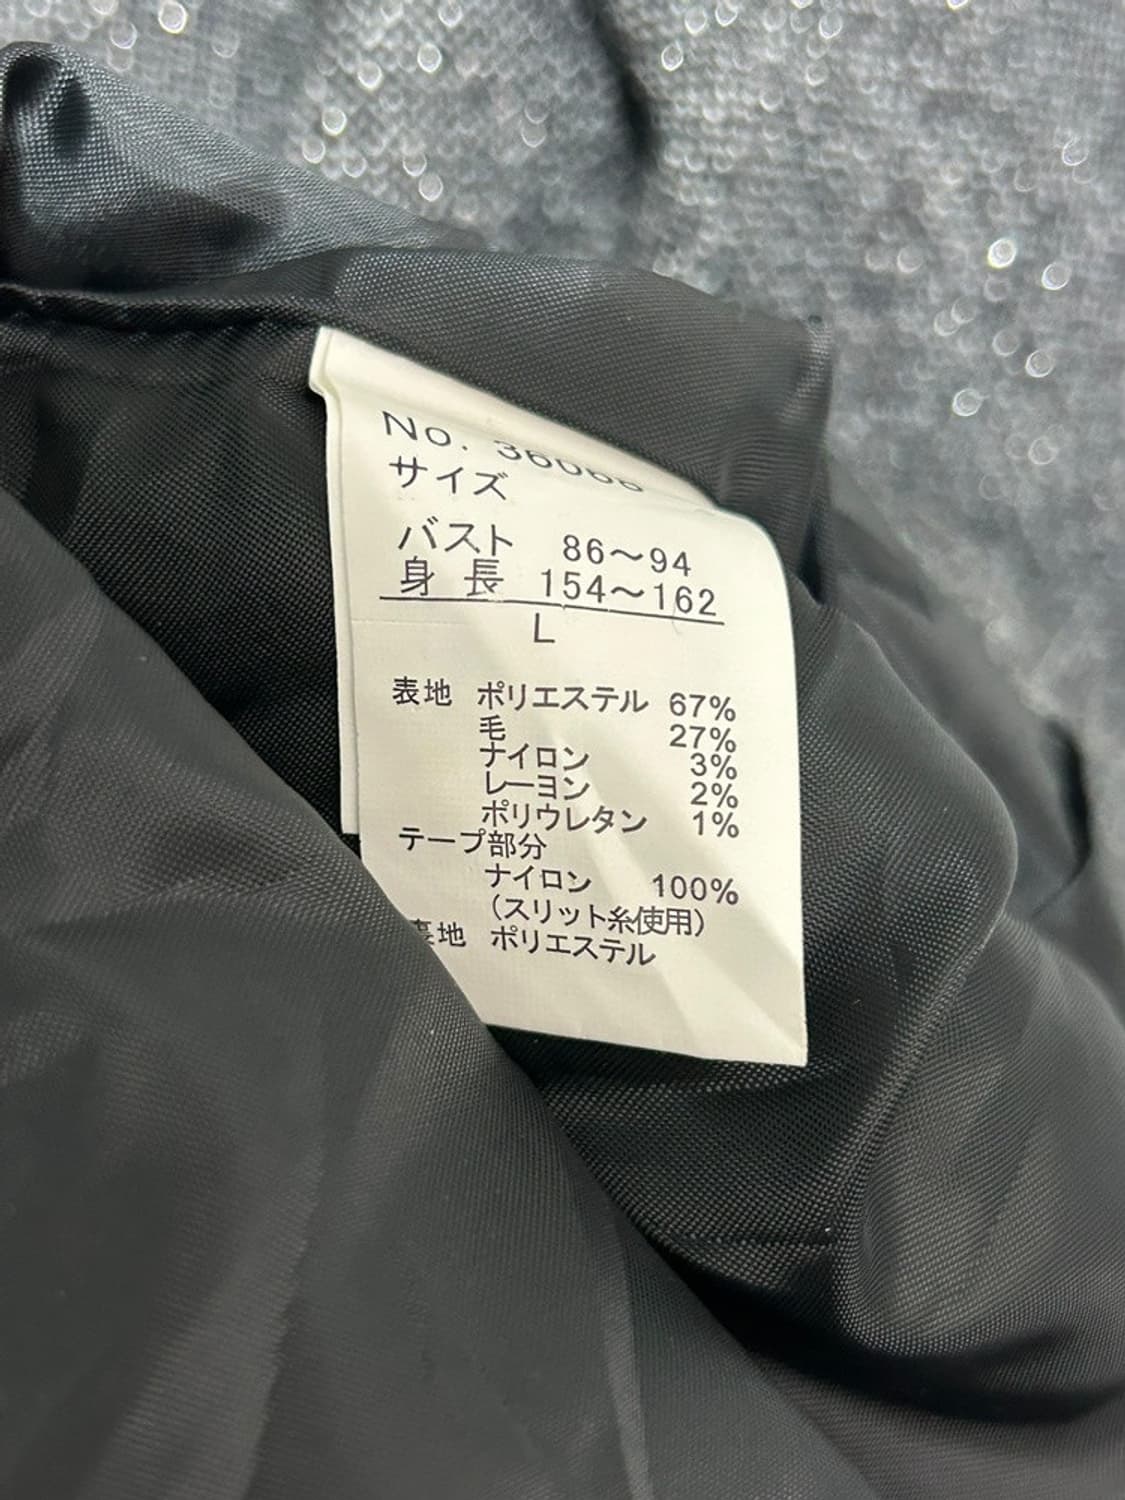 No.
サイズ
バスト 86〜94
身長 154〜162
L
表地 ポリエステル 67%
毛 27%
ナイロン 3%
レーヨン 2%
ポリウレタン 1%
テープ部分
ナイロン 100%
(スリット糸使用)
裏地 ポリエステル